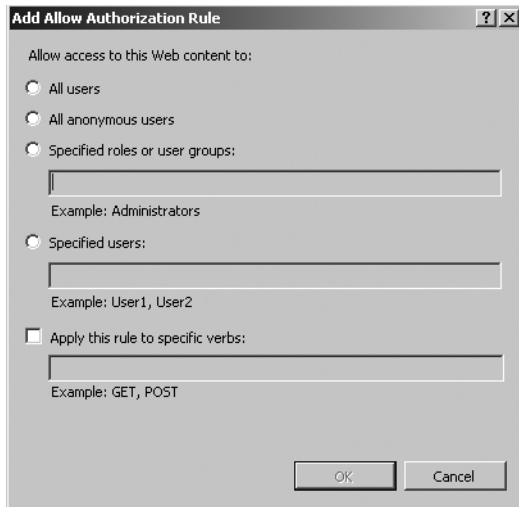 Add Allow Authorization Rule
Allow access to this Web content to:
All users
All anonymous users
Specified roles or user groups:
Example: Administrators
Specified users:
Example: User1, User2
Apply this rule to specific verbs:
Example: GET, POST
OK
Cancel